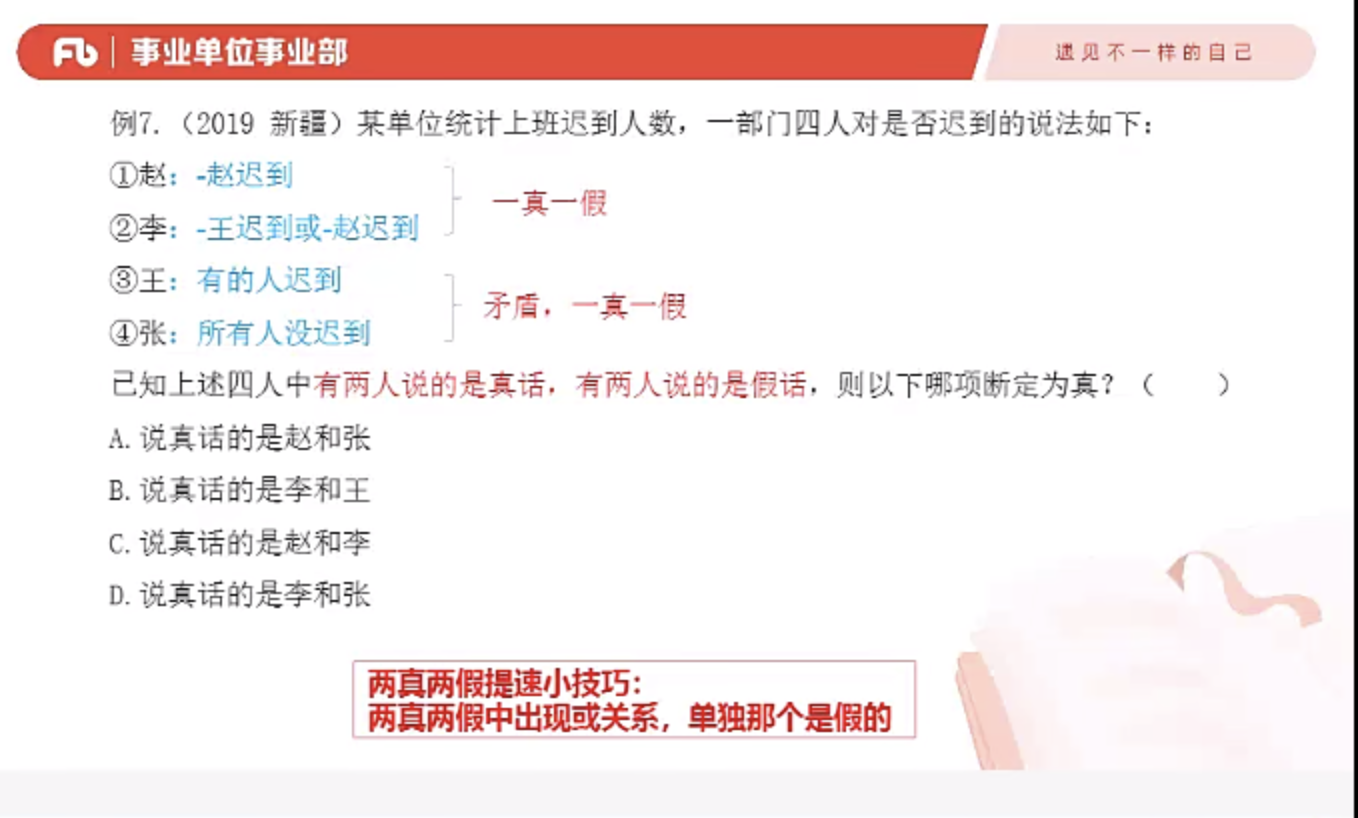 Fb 事业单位事业部
遇见不一样的自己
例7.（2019 新疆）某单位统计上班迟到人数，一部门四人对是否迟到的说法如下：
①赵：-赵迟到
一真一假
②李：-王迟到或-赵迟到
③王：有的人迟到
矛盾，一真一假
④张：所有人没迟到
已知上述四人中有两人说的是真话，有两人说的是假话，则以下哪项断定为真？（ ）
A.说真话的是赵和张
B.说真话的是李和王
C.说真话的是赵和李
D.说真话的是李和张
两真两假提速小技巧：
两真两假中出现或关系，单独那个是假的